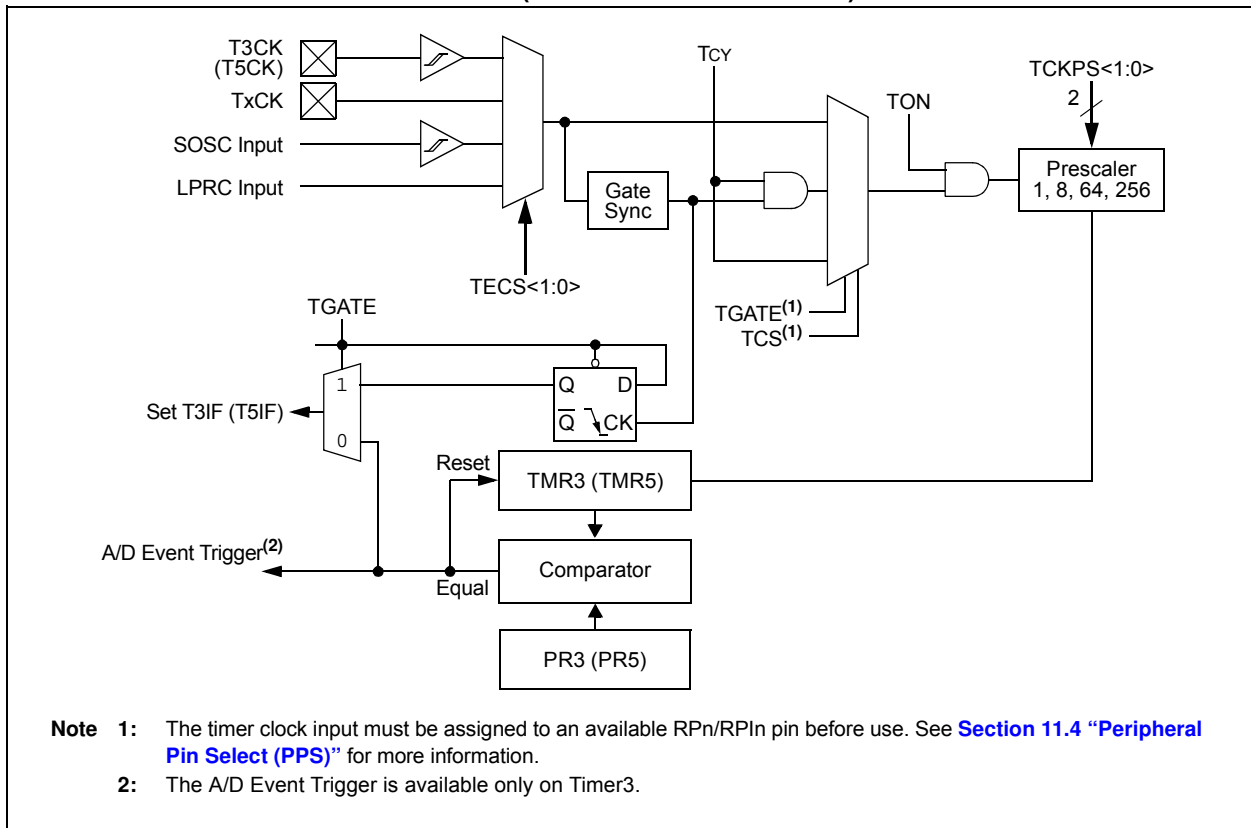 T3CK
(T5CK)
TxCK
SOSC Input
LPRC Input
TECS<1:0>
Gate
Sync
TCY
TGATE(1)
TCS(1)
TON
TCKPS<1:0>
2
Prescaler
1, 8, 64, 256
TGATE
1
0
Set T3IF (T5IF)
Q
D
Q
CK
Reset
TMR3 (TMR5)
A/D Event Trigger(2)
Equal
Comparator
PR3 (PR5)
Note 1: The timer clock input must be assigned to an available RPn/RPIn pin before use. See Section 11.4 “Peripheral
Pin Select (PPS)” for more information.
2: The A/D Event Trigger is available only on Timer3.